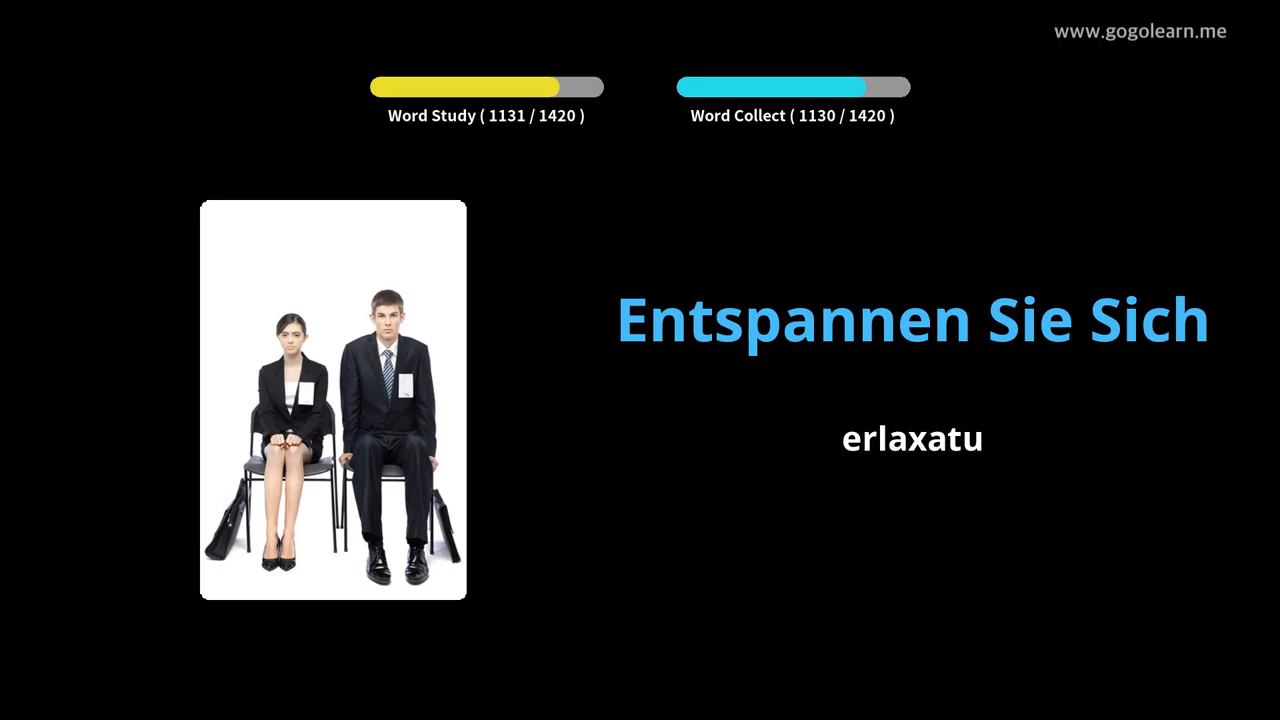 www.gogolearn.me
Word Study ( 1131 / 1420 )
Word Collect ( 1130 / 1420 )
Entspannen Sie Sich
erlaxatu